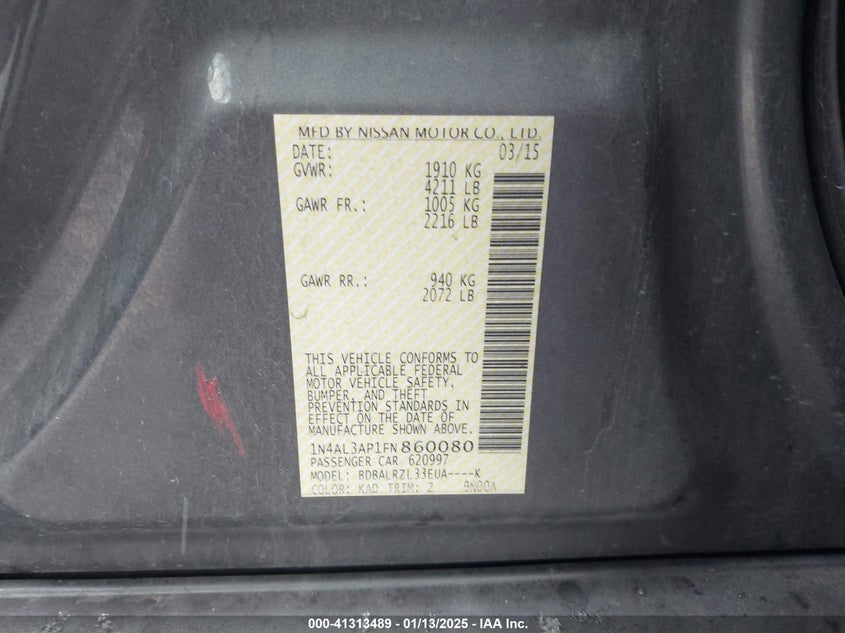 MFD BY NISSAN MOTOR CO., LTD.
DATE: 03/15
GVWR: 1910 KG
4211 LB
GAWR FR.: 1005 KG
2216 LB
GAWR RR.: 940 KG
2072 LB
THIS VEHICLE CONFORMS TO
ALL APPLICABLE FEDERAL
MOTOR VEHICLE SAFETY,
BUMPER, AND THEFT
PREVENTION STANDARDS IN
EFFECT ON THE DATE OF
MANUFACTURE SHOWN ABOVE.
1N4AL3AP1FN860080
PASSENGER CAR 620997
MODEL: BDBALRZL33EUA----K
COLOR: KAD TRIM: Z 9N00A
000-41313489 - 01/13/2025 - IAA Inc.